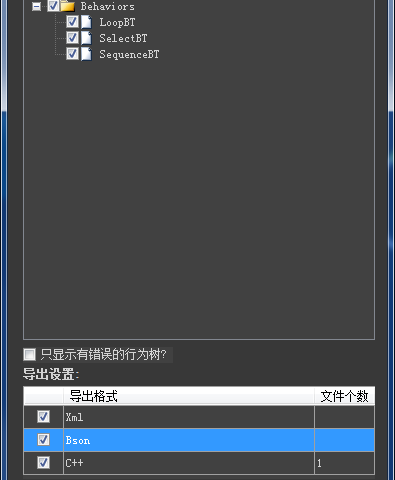 Behaviors
LoopBT
SelectBT
SequenceBT
只显示有错误的行为树?
导出设置:
导出格式 文件个数
Xml
Bson
C++ 1